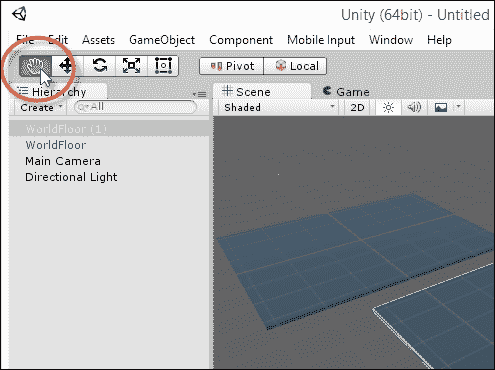 Unity (64bit) - Untitled
File Edit Assets GameObject Component Mobile Input Window Help
Pivot Local
Hierarchy
Scene Game
Create All
Shaded 2D
WorldFloor (1)
WorldFloor
Main Camera
Directional Light